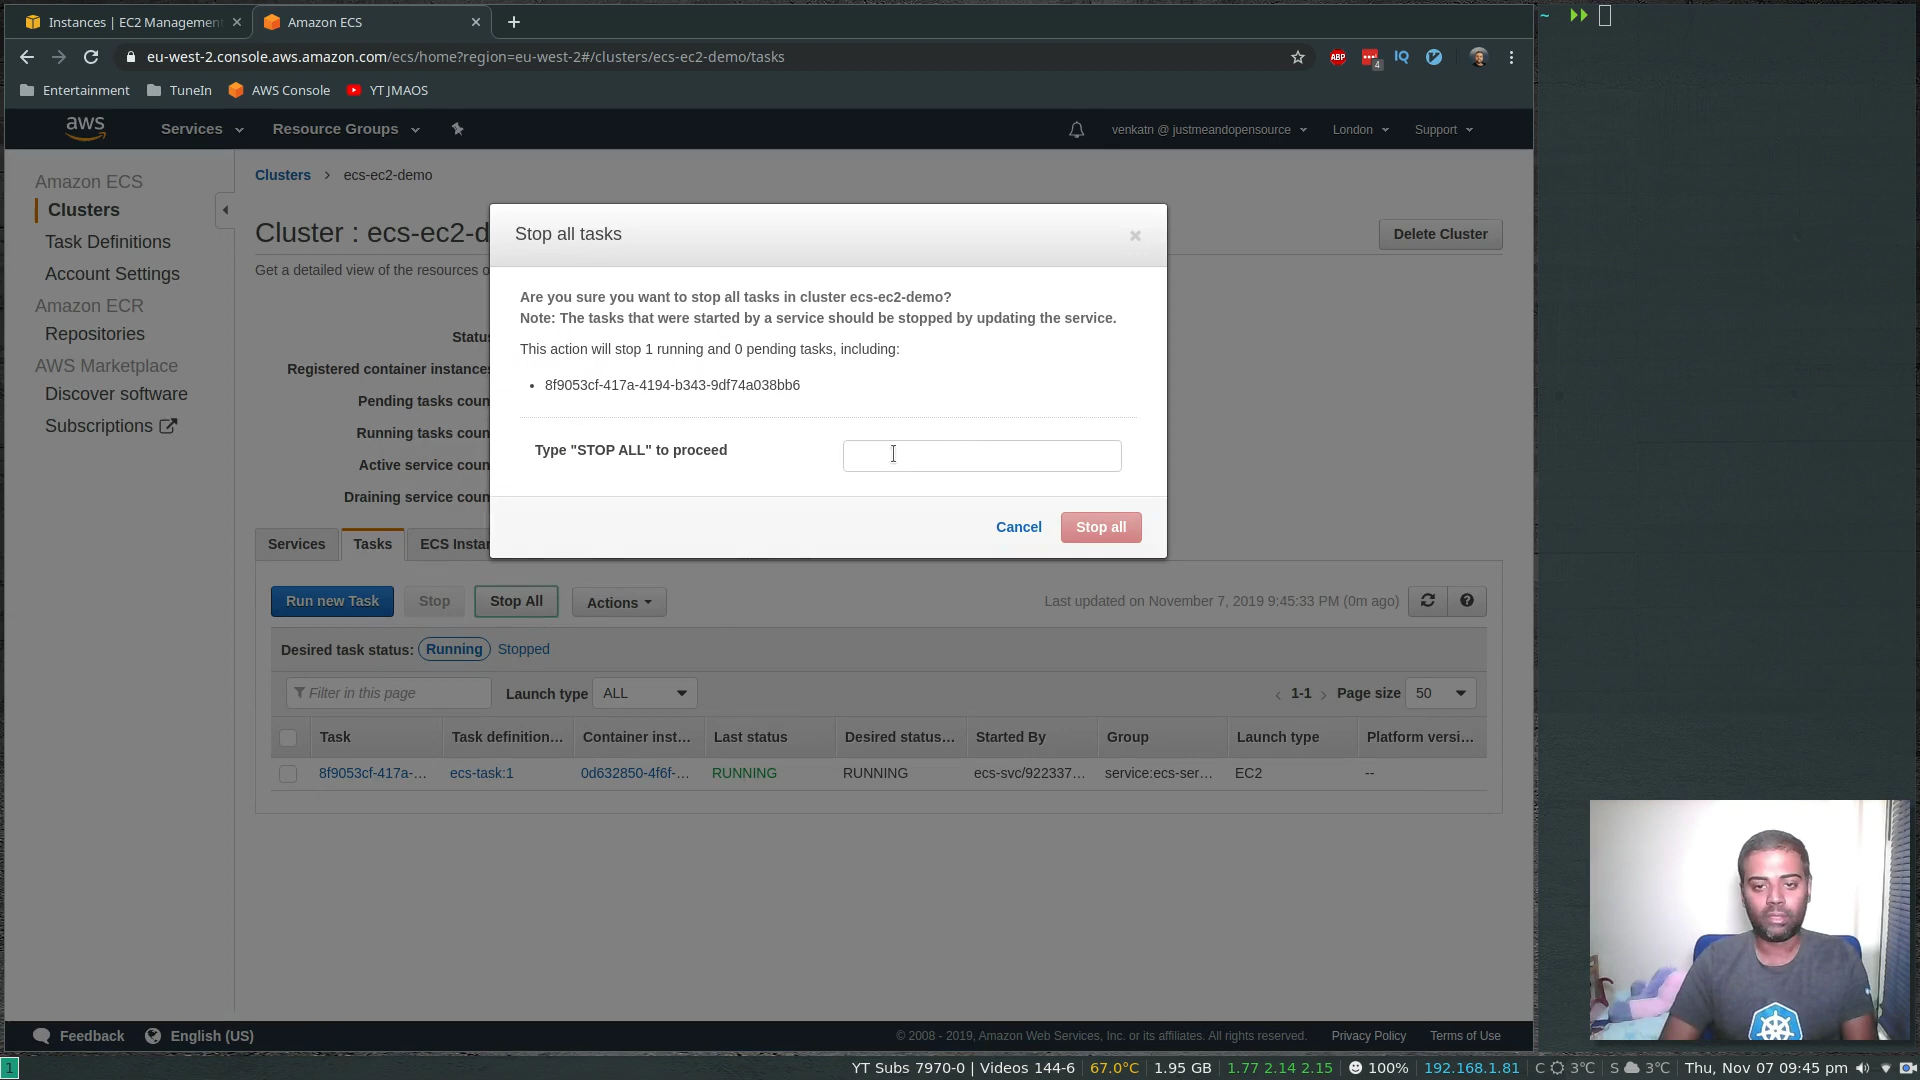 Instances | EC2 Management
Amazon ECS
eu-west-2.console.aws.amazon.com/ecs/home?region=eu-west-2#/clusters/ecs-ec2-demo/tasks
ABP
4
IQ
Entertainment
TuneIn
AWS Console
YT JMAOS
aws
Services
Resource Groups
venkatn @ justmeandopensource
London
Support
Amazon ECS
Clusters
Task Definitions
Account Settings
Amazon ECR
Repositories
AWS Marketplace
Discover software
Subscriptions
Clusters > ecs-ec2-demo
Cluster : ecs-ec2-d
Delete Cluster
Get a detailed view of the resources o
Status
Registered container instances
Pending tasks coun
Running tasks coun
Active service coun
Draining service coun
Stop all tasks
Are you sure you want to stop all tasks in cluster ecs-ec2-demo?
Note: The tasks that were started by a service should be stopped by updating the service.
This action will stop 1 running and 0 pending tasks, including:
• 8f9053cf-417a-4194-b343-9df74a038bb6
Type "STOP ALL" to proceed
Cancel
Stop all
Services
Tasks
ECS Instan
Run new Task
Stop
Stop All
Actions
Last updated on November 7, 2019 9:45:33 PM (0m ago)
Desired task status: Running Stopped
Filter in this page
Launch type ALL
1-1 Page size 50
Task Task definition... Container inst... Last status Desired status... Started By Group Launch type Platform versi...
8f9053cf-417a-... ecs-task:1 0d632850-4f6f-... RUNNING RUNNING ecs-svc/922337... service:ecs-ser... EC2 --
Feedback
English (US)
© 2008 - 2019, Amazon Web Services, Inc. or its affiliates. All rights reserved.
Privacy Policy
Terms of Use
~
1
YT Subs 7970-0 | Videos 144-6 67.0°C 1.95 GB 1.77 2.14 2.15 100% 192.168.1.81 C 3°C S 3°C Thu, Nov 07 09:45 pm